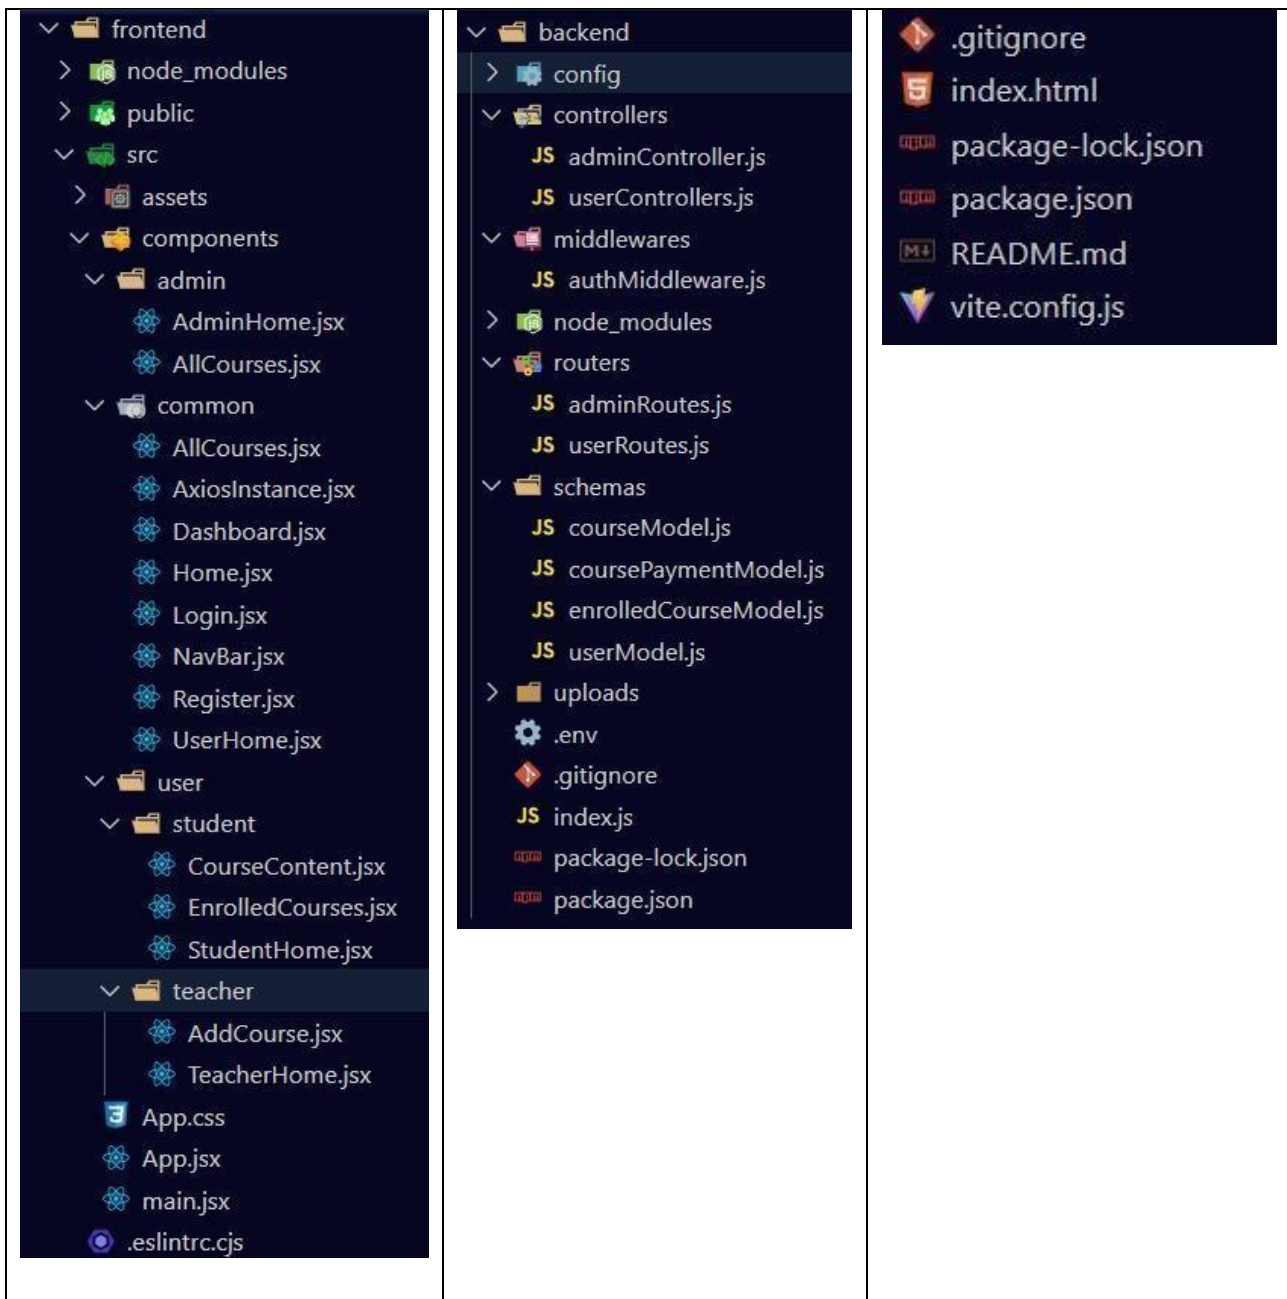 frontend
node_modules
public
src
assets
components
admin
AdminHome.jsx
AllCourses.jsx
common
AllCourses.jsx
AxiosInstance.jsx
Dashboard.jsx
Home.jsx
Login.jsx
NavBar.jsx
Register.jsx
UserHome.jsx
user
student
CourseContent.jsx
EnrolledCourses.jsx
StudentHome.jsx
teacher
AddCourse.jsx
TeacherHome.jsx
App.css
App.jsx
main.jsx
.eslintrc.cjs
backend
config
controllers
JS adminController.js
JS userControllers.js
middlewares
JS authMiddleware.js
node_modules
routers
JS adminRoutes.js
JS userRoutes.js
schemas
JS courseModel.js
JS coursePaymentModel.js
JS enrolledCourseModel.js
JS userModel.js
uploads
.env
.gitignore
JS index.js
package-lock.json
package.json
.gitignore
index.html
package-lock.json
package.json
README.md
vite.config.js